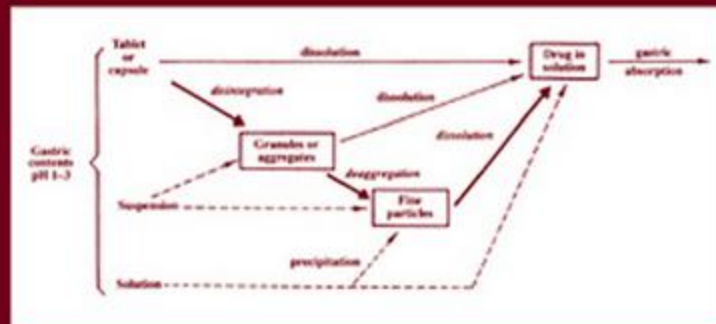 Tablet
or
capsule
dissolution
Drug in
solution
gastric
absorption
disintegration
dissolution
dissolution
Granules or
aggregates
Gastric
contents
pH 1–3
deaggregation
Suspension
Fine
particles
precipitation
Solution